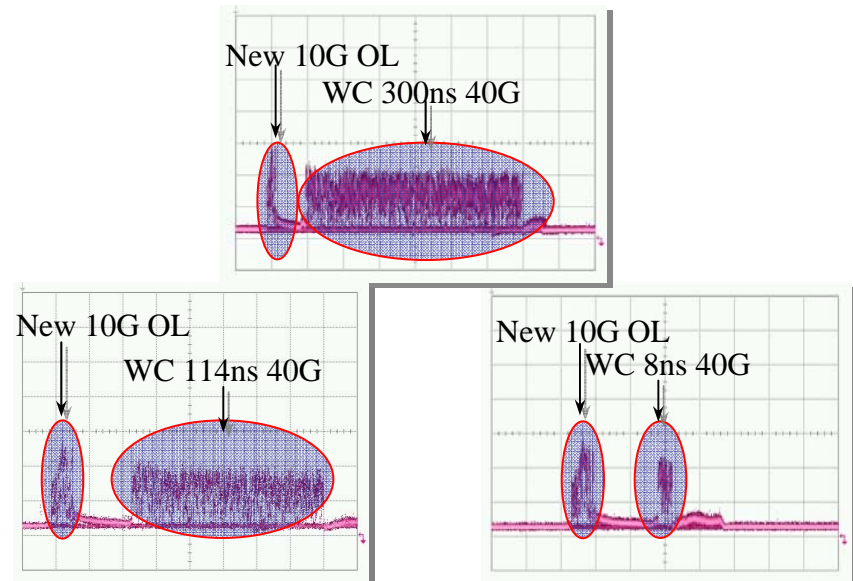 New 10G OL
WC 300ns 40G
New 10G OL
WC 114ns 40G
New 10G OL
WC 8ns 40G